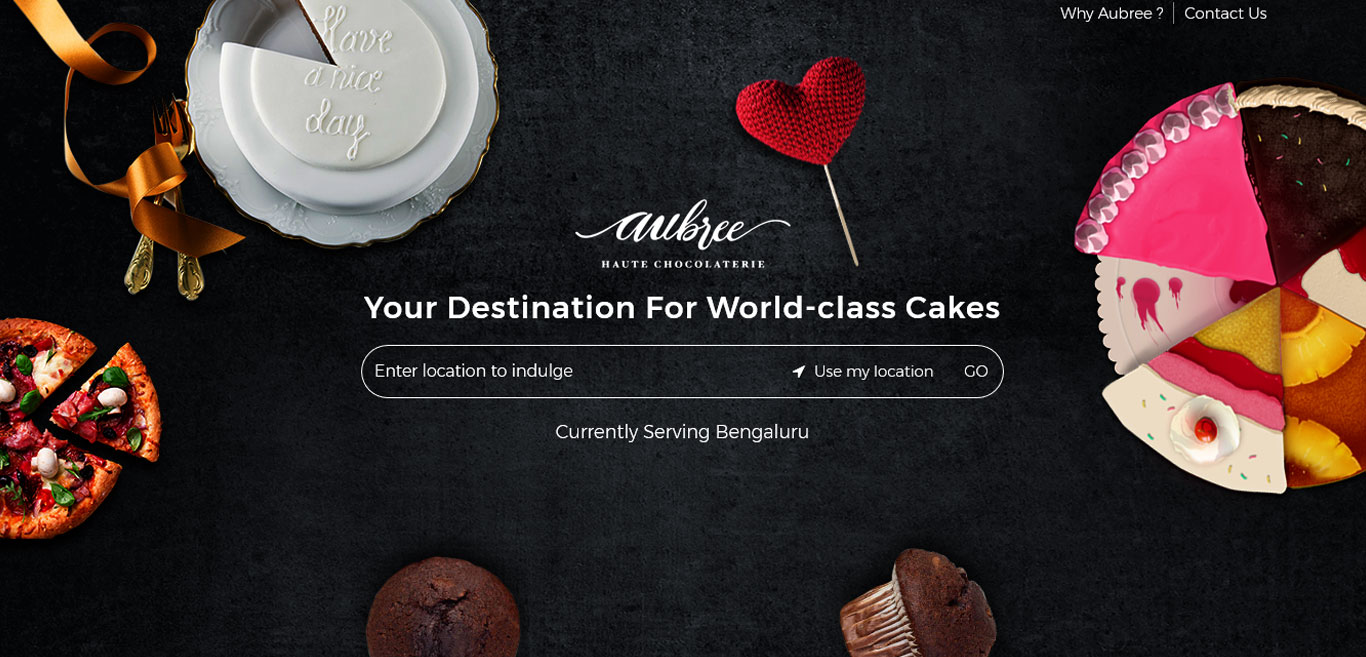 Why Aubree ? Contact Us
Have
a nice
day
aubree
HAUTE CHOCOLATERIE
Your Destination For World-class Cakes
Enter location to indulge Use my location GO
Currently Serving Bengaluru